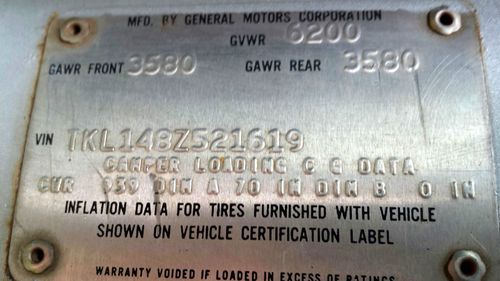 MFD. BY GENERAL MOTORS CORPORATION
GVWR 6200
GAWR FRONT 3580 GAWR REAR 3580
VIN TKL148Z521619
CAMPER LOADING C G DATA
CWR 939 DIM A 70 IN DIM B 0 IN
INFLATION DATA FOR TIRES FURNISHED WITH VEHICLE
SHOWN ON VEHICLE CERTIFICATION LABEL
WARRANTY VOIDED IF LOADED IN EXCESS OF RATINGS